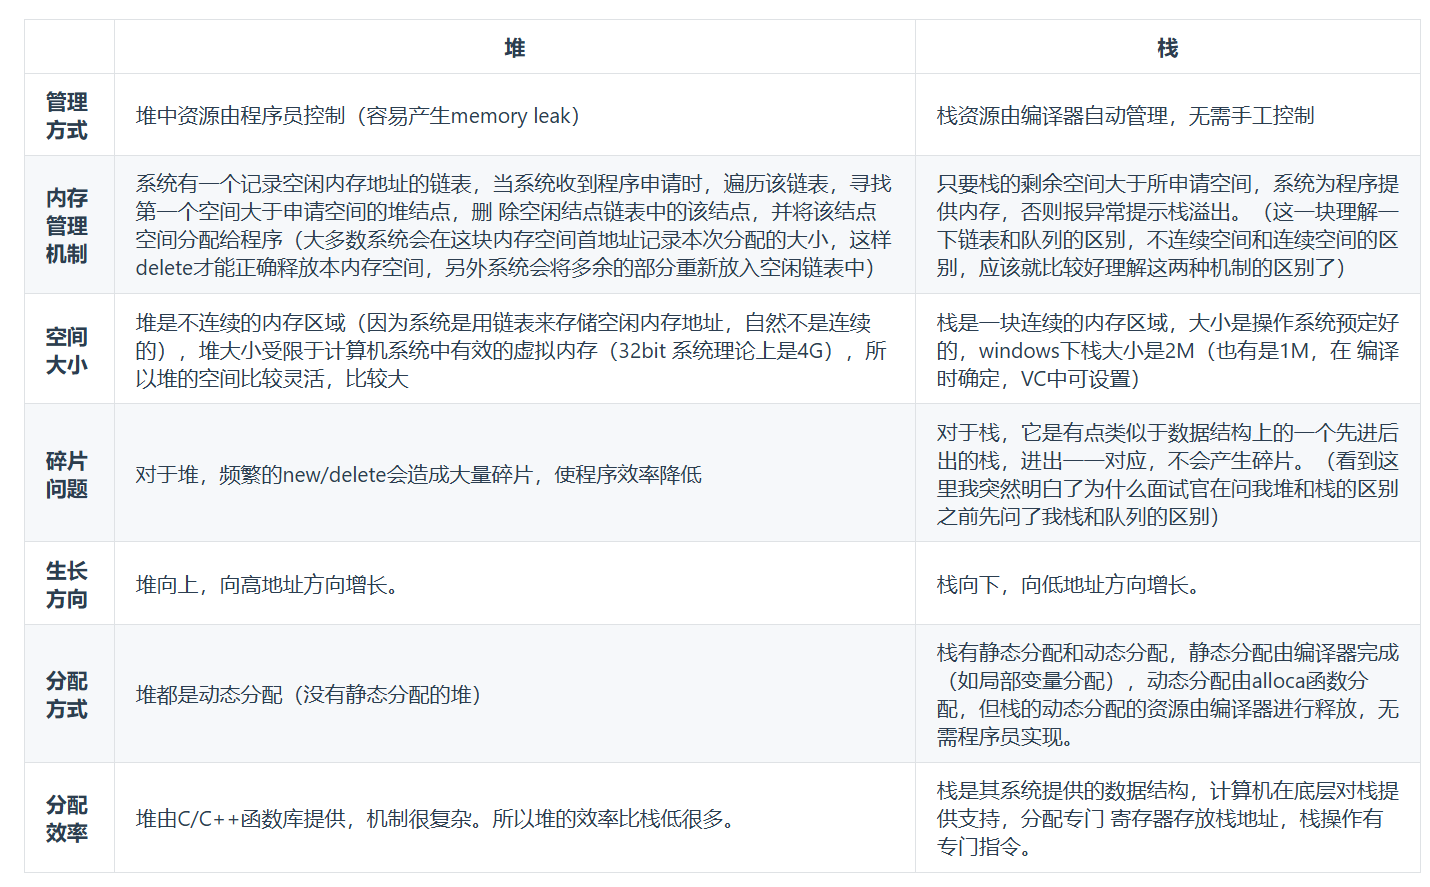 堆
栈
管理
方式
堆中资源由程序员控制（容易产生memory leak）
栈资源由编译器自动管理，无需手工控制
内存
管理
机制
系统有一个记录空闲内存地址的链表，当系统收到程序申请时，遍历该链表，寻找
第一个空间大于申请空间的堆结点，删 除空闲结点链表中的该结点，并将该结点
空间分配给程序（大多数系统会在这块内存空间首地址记录本次分配的大小，这样
delete才能正确释放本内存空间，另外系统会将多余的部分重新放入空闲链表中）
只要栈的剩余空间大于所申请空间，系统为程序提
供内存，否则报异常提示栈溢出。（这一块理解一
下链表和队列的区别，不连续空间和连续空间的区
别，应该就比较好理解这两种机制的区别了）
空间
大小
堆是不连续的内存区域（因为系统是用链表来存储空闲内存地址，自然不是连续
的），堆大小受限于计算机系统中有效的虚拟内存（32bit 系统理论上是4G），所
以堆的空间比较灵活，比较大
栈是一块连续的内存区域，大小是操作系统预定好
的，windows下栈大小是2M（也有是1M，在 编译
时确定，VC中可设置）
碎片
问题
对于堆，频繁的new/delete会造成大量碎片，使程序效率降低
对于栈，它是有点类似于数据结构上的一个先进后
出的栈，进出一一对应，不会产生碎片。（看到这
里我突然明白了为什么面试官在问我堆和栈的区别
之前先问了我栈和队列的区别）
生长
方向
堆向上，向高地址方向增长。
栈向下，向低地址方向增长。
分配
方式
堆都是动态分配（没有静态分配的堆）
栈有静态分配和动态分配，静态分配由编译器完成
（如局部变量分配），动态分配由alloca函数分
配，但栈的动态分配的资源由编译器进行释放，无
需程序员实现。
分配
效率
堆由C/C++函数库提供，机制很复杂。所以堆的效率比栈低很多。
栈是其系统提供的数据结构，计算机在底层对栈提
供支持，分配专门 寄存器存放栈地址，栈操作有
专门指令。